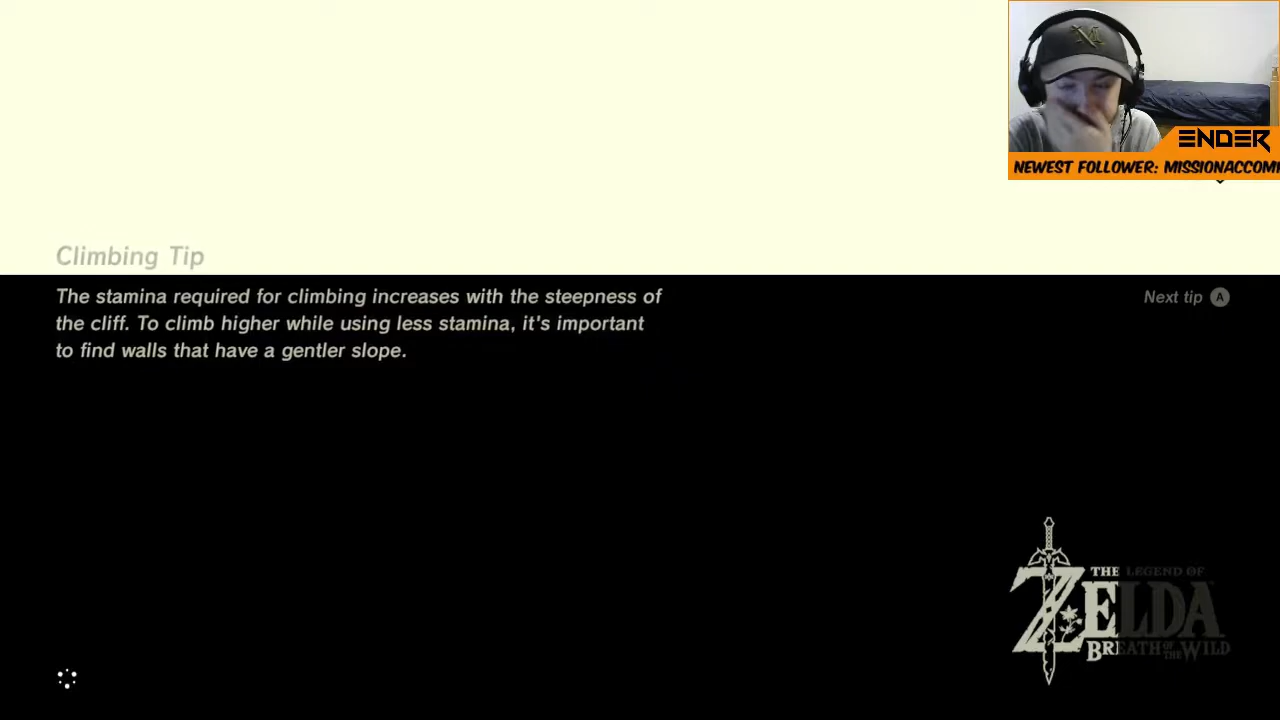 ENDER
NEWEST FOLLOWER: MISSIONACCOM
Climbing Tip
The stamina required for climbing increases with the steepness of
the cliff. To climb higher while using less stamina, it's important
to find walls that have a gentler slope.
Next tip A
THE LEGEND OF
ZELDA
BREATH OF THE WILD